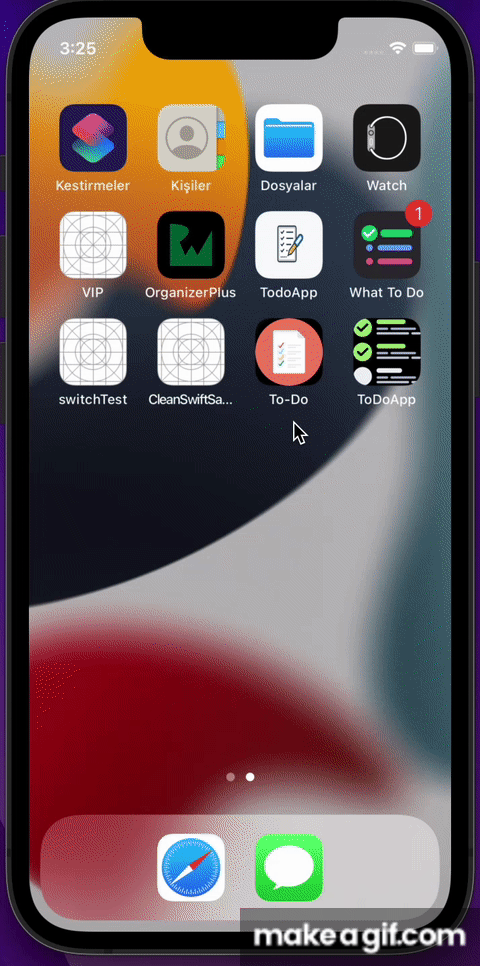 3:25
Kestirmeler Kişiler Dosyalar Watch
1
VIP OrganizerPlus TodoApp What To Do
switchTest CleanSwiftSa... To-Do ToDoApp
makeagif.com